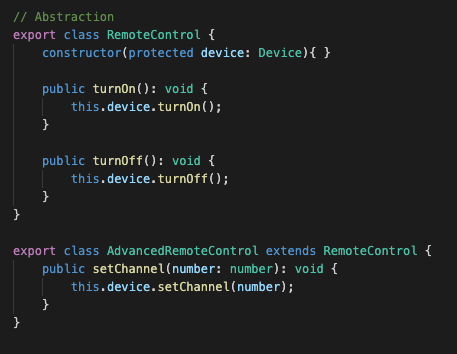 // Abstraction
export class RemoteControl {
    constructor(protected device: Device){ }

    public turnOn(): void {
        this.device.turnOn();
    }

    public turnOff(): void {
        this.device.turnOff();
    }
}

export class AdvancedRemoteControl extends RemoteControl {
    public setChannel(number: number): void {
        this.device.setChannel(number);
    }
}